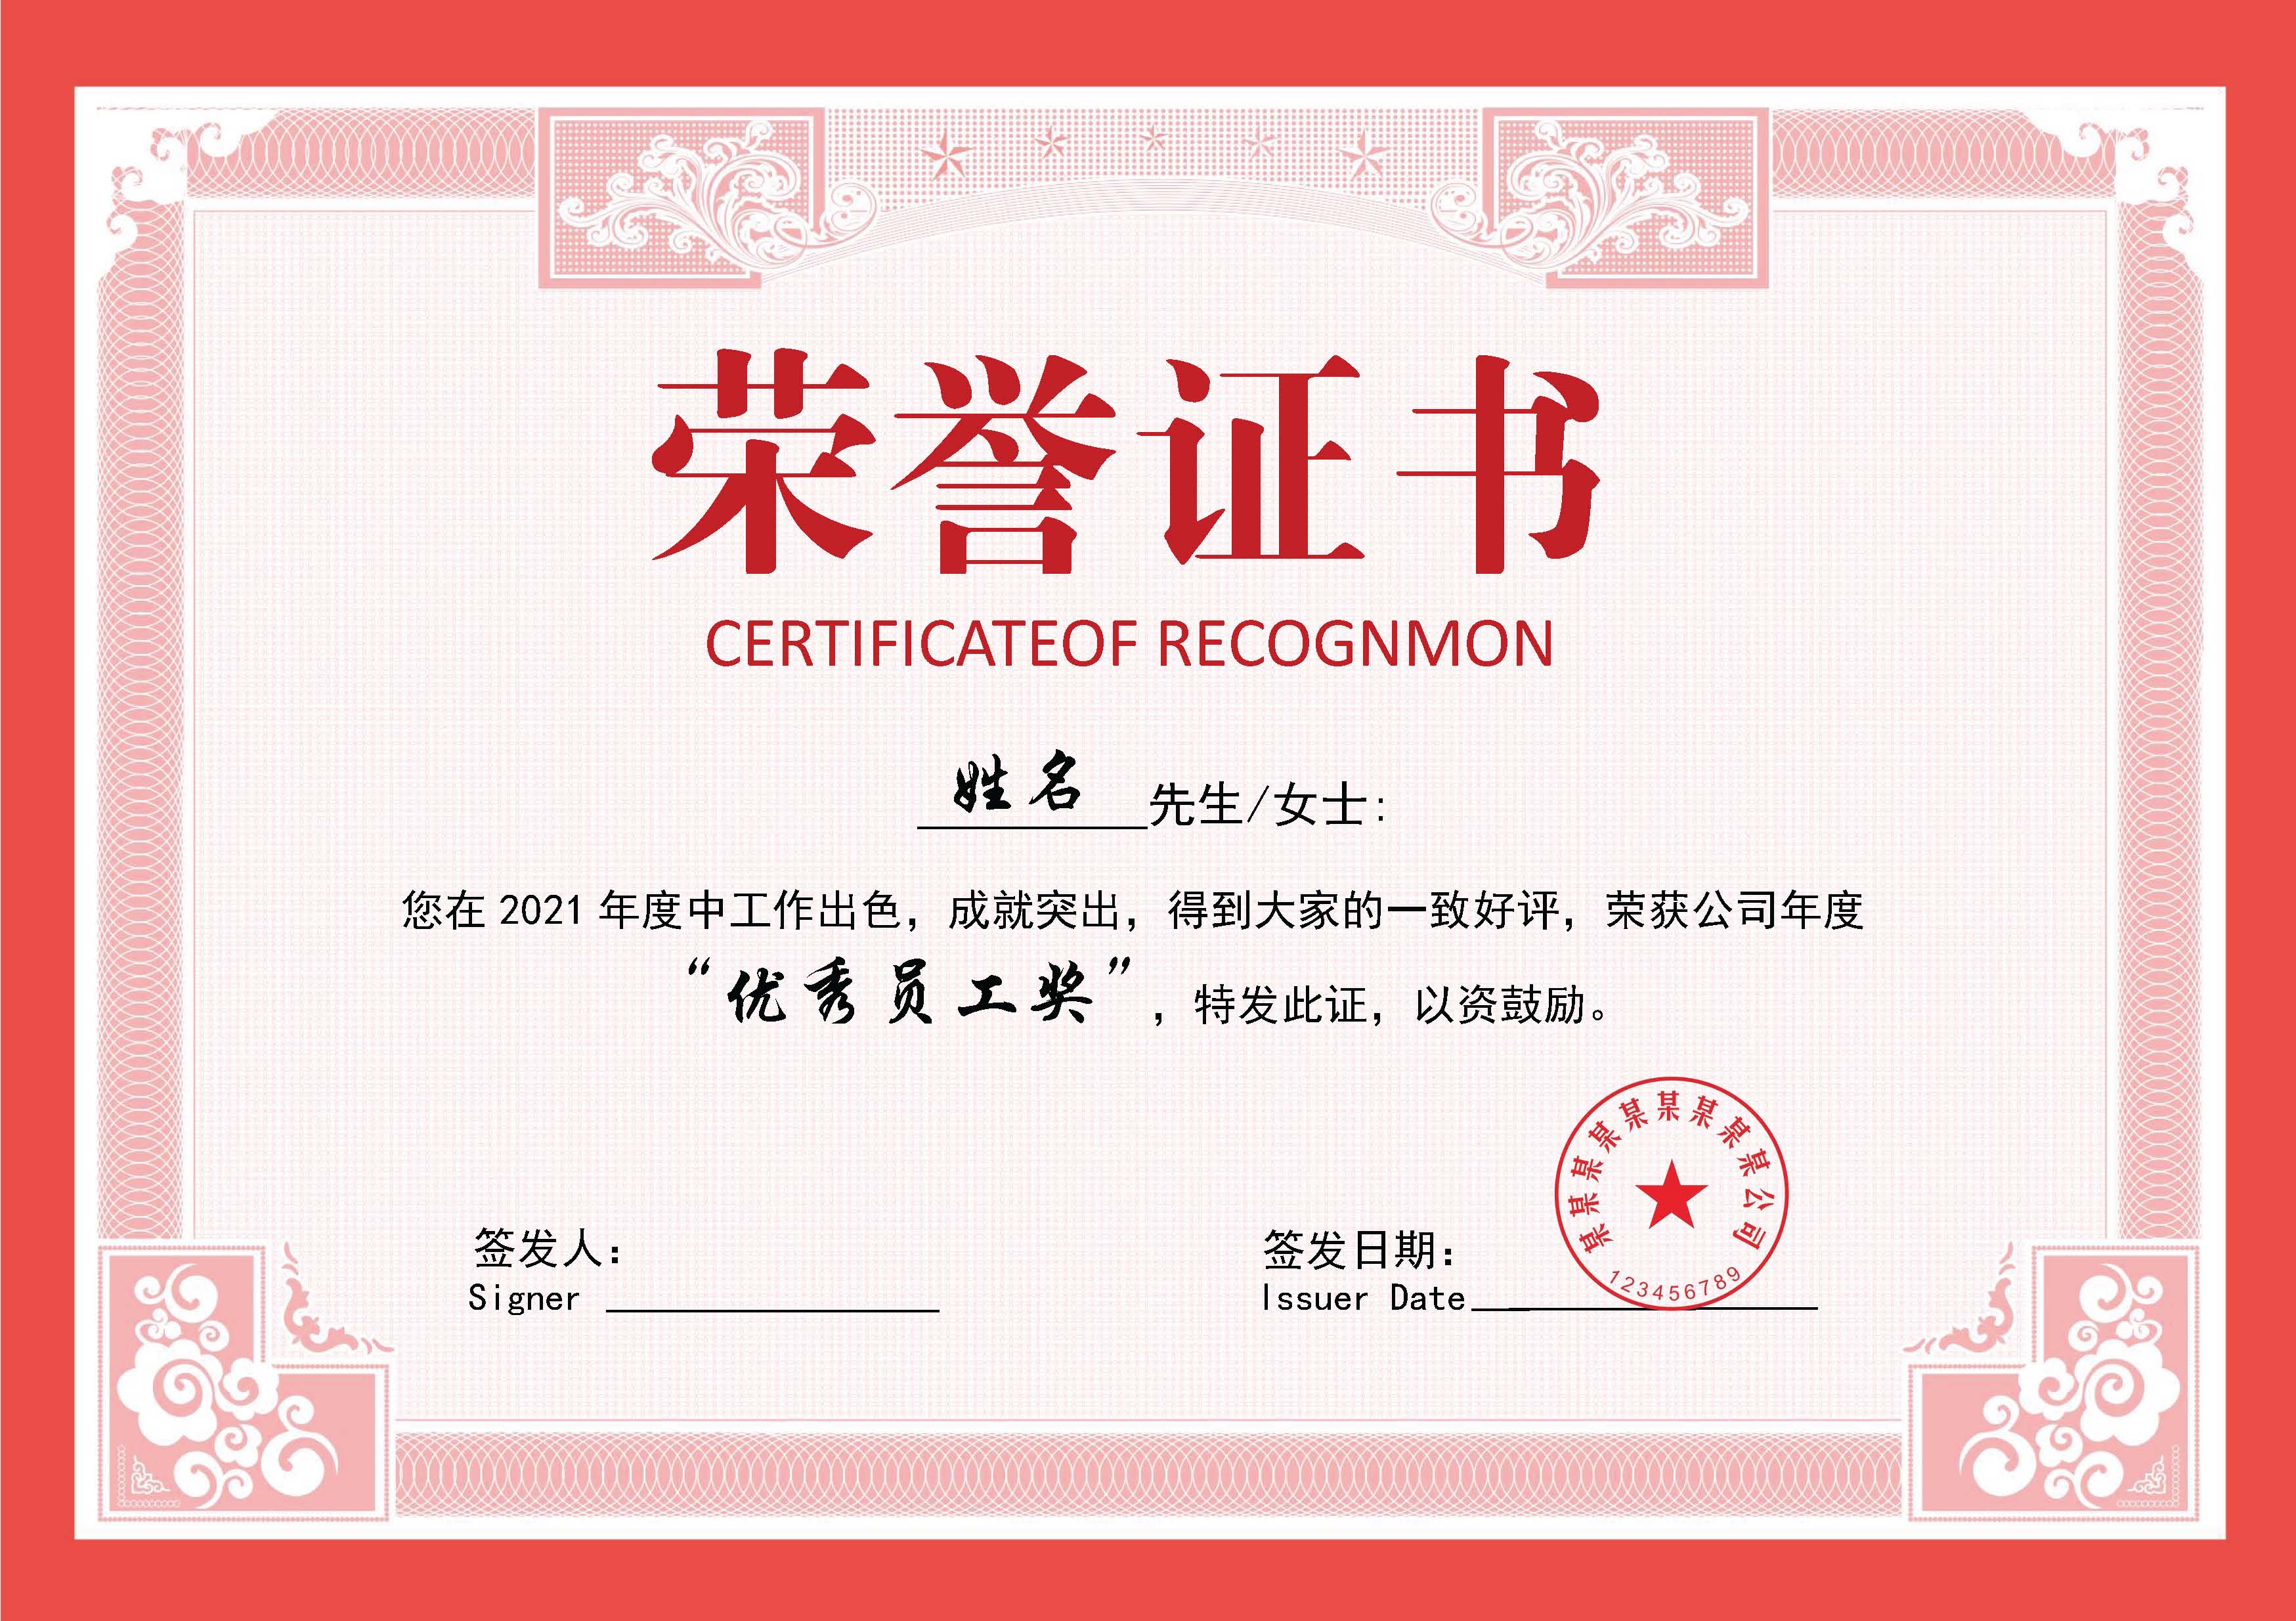 荣誉证书
CERTIFICATEOF RECOGNMON
姓名 先生/女士:
您在 2021 年度中工作出色，成就突出，得到大家的一致好评，荣获公司年度
“优秀员工奖”，特发此证，以资鼓励。
某某某某某某某某某公司
123456789
签发人： 签发日期：
Signer Issuer Date